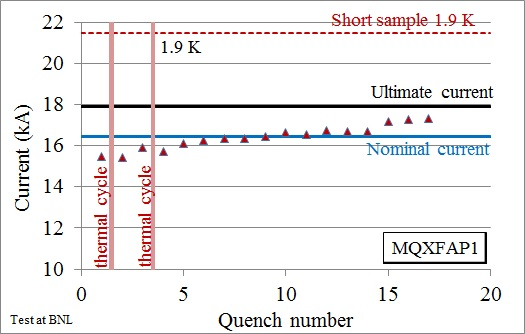 22
20
18
16
14
12
10
Current (kA)
Short sample 1.9 K
1.9 K
Ultimate current
Nominal current
thermal cycle
thermal cycle
MQXFAP1
0
5
10
15
20
Quench number
Test at BNL